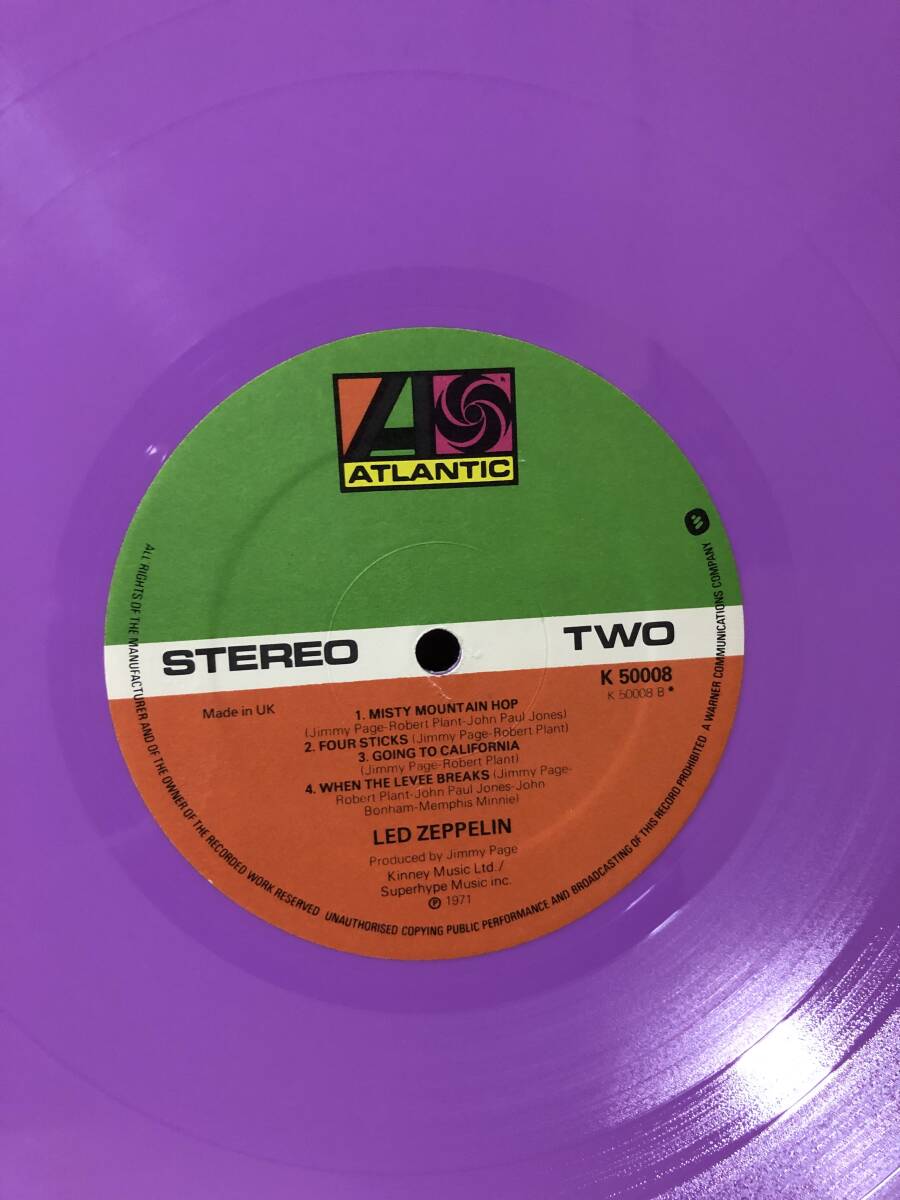 ATLANTIC
STEREO
TWO
K 50008
K 50008 B *
Made in UK
1. MISTY MOUNTAIN HOP
(Jimmy Page-Robert Plant-John Paul Jones)
2. FOUR STICKS (Jimmy Page-Robert Plant)
3. GOING TO CALIFORNIA
(Jimmy Page-Robert Plant)
4. WHEN THE LEVEE BREAKS (Jimmy Page-
Robert Plant-John Paul Jones-John
Bonham-Memphis Minnie)
LED ZEPPELIN
Produced by Jimmy Page
Kinney Music Ltd./
Superhype Music inc.
℗ 1971
ALL RIGHTS OF THE MANUFACTURER AND OF THE OWNER OF THE RECORDED WORK RESERVED UNAUTHORISED COPYING PUBLIC PERFORMANCE AND BROADCASTING OF THIS RECORD PROHIBITED A WARNER COMMUNICATIONS COMPANY